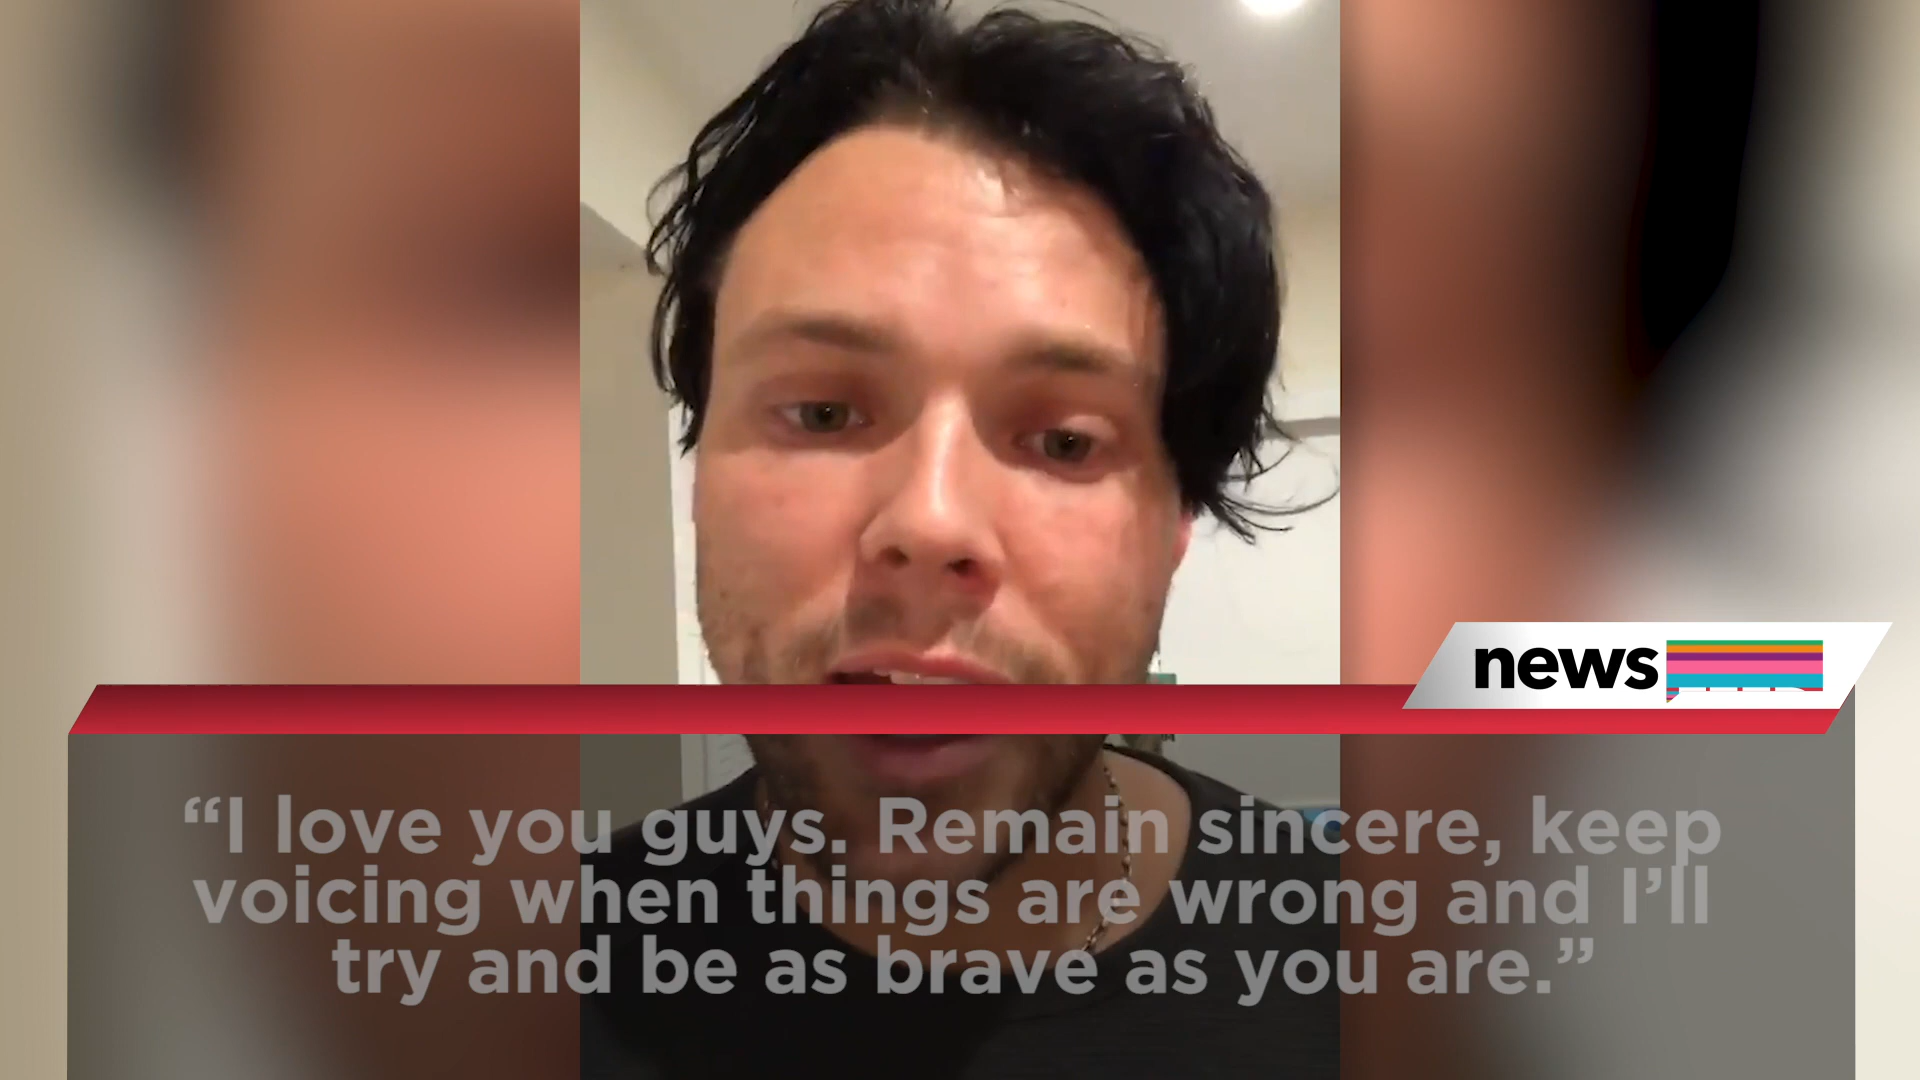 news
“I love you guys. Remain sincere, keep
voicing when things are wrong and I’ll
try and be as brave as you are.”